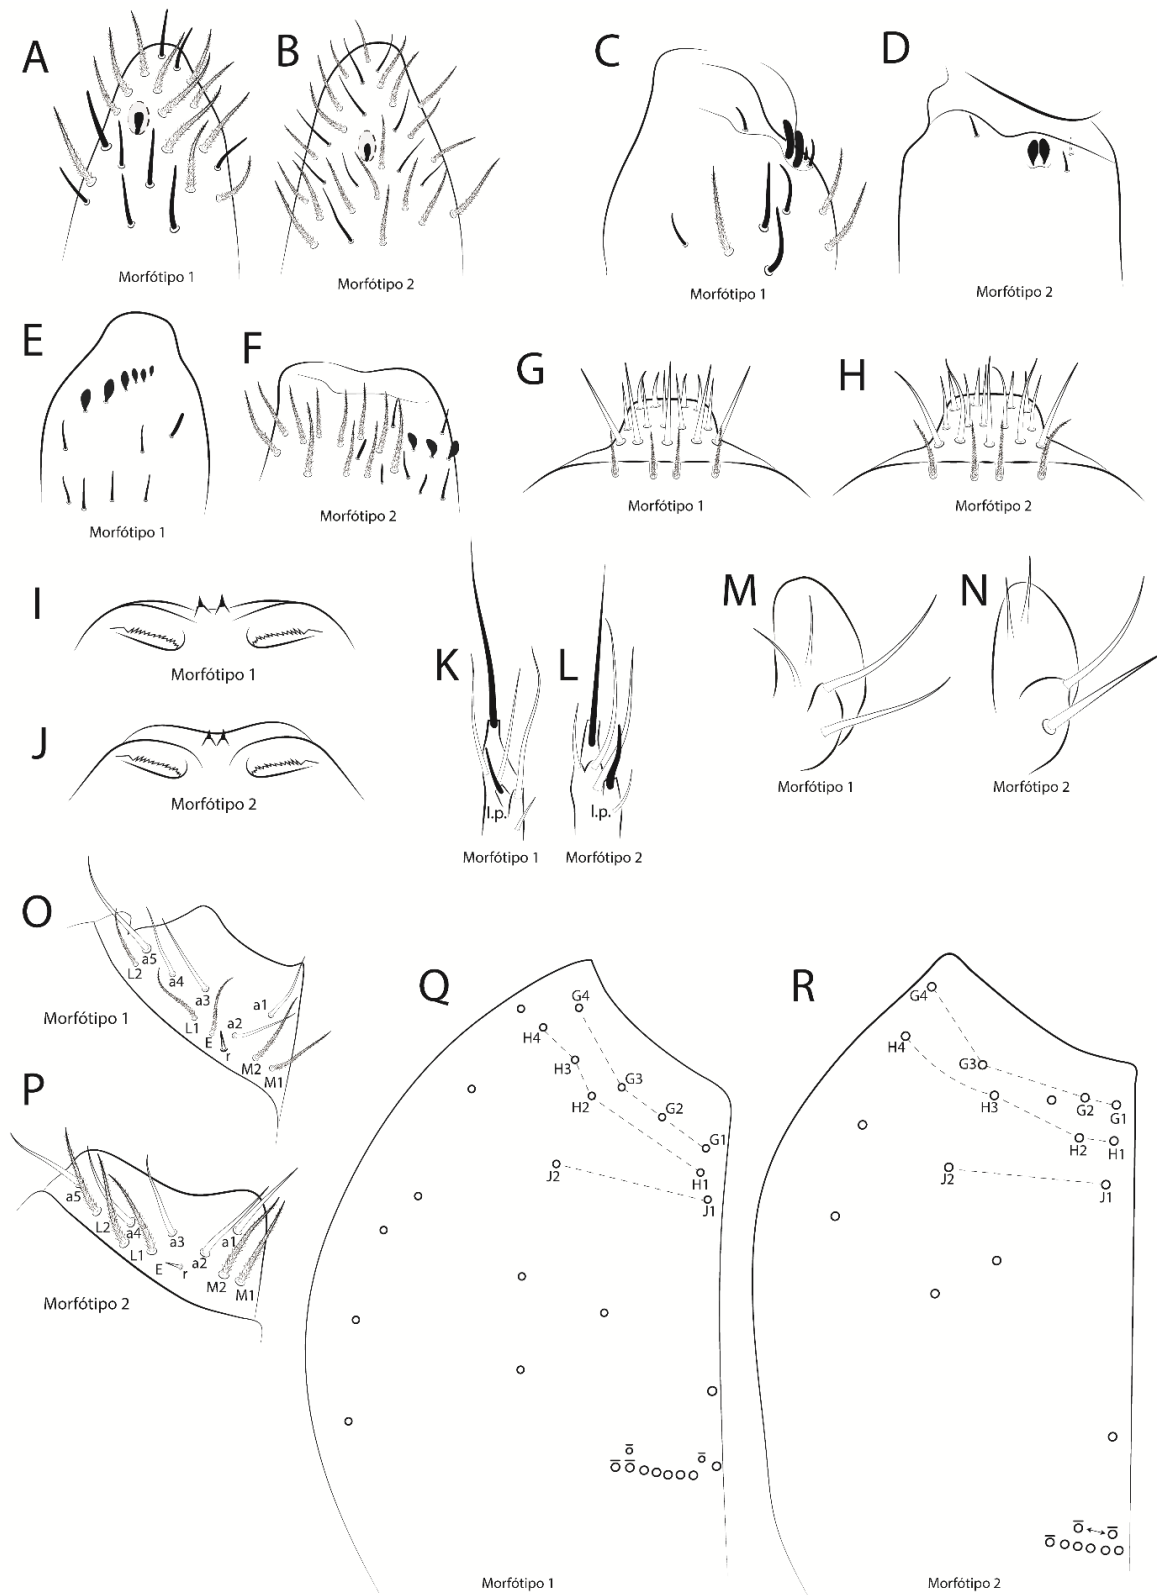 A
B
C
D
Morfótipo 1
Morfótipo 2
Morfótipo 1
Morfótipo 2
E
F
G
H
Morfótipo 1
Morfótipo 2
Morfótipo 1
Morfótipo 2
I
Morfótipo 1
J
Morfótipo 2
K
L
l.p.
l.p.
Morfótipo 1
Morfótipo 2
M
N
Morfótipo 1
Morfótipo 2
O
a5
L2
a4
a3
a1
L1
a2
E
r
M2
M1
Morfótipo 1
P
a5
L2
a4
a3
a1
L1
a2
E
r
M2
M1
Morfótipo 2
Q
G4
H4
H3
G3
H2
G2
G1
J2
H1
J1
Morfótipo 1
R
G4
H4
G3
H3
G2
G1
H2
H1
J2
J1
Morfótipo 2